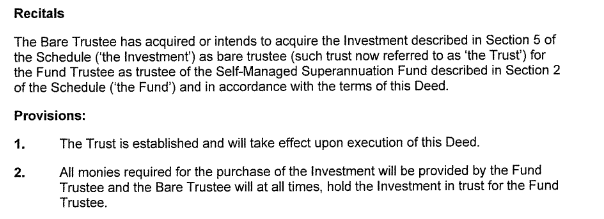 Recitals
The Bare Trustee has acquired or intends to acquire the Investment described in Section 5 of
the Schedule ('the Investment') as bare trustee (such trust now referred to as 'the Trust') for
the Fund Trustee as trustee of the Self-Managed Superannuation Fund described in Section 2
of the Schedule ('the Fund') and in accordance with the terms of this Deed.
Provisions:
1. The Trust is established and will take effect upon execution of this Deed.
2. All monies required for the purchase of the Investment will be provided by the Fund
Trustee and the Bare Trustee will at all times, hold the Investment in trust for the Fund
Trustee.